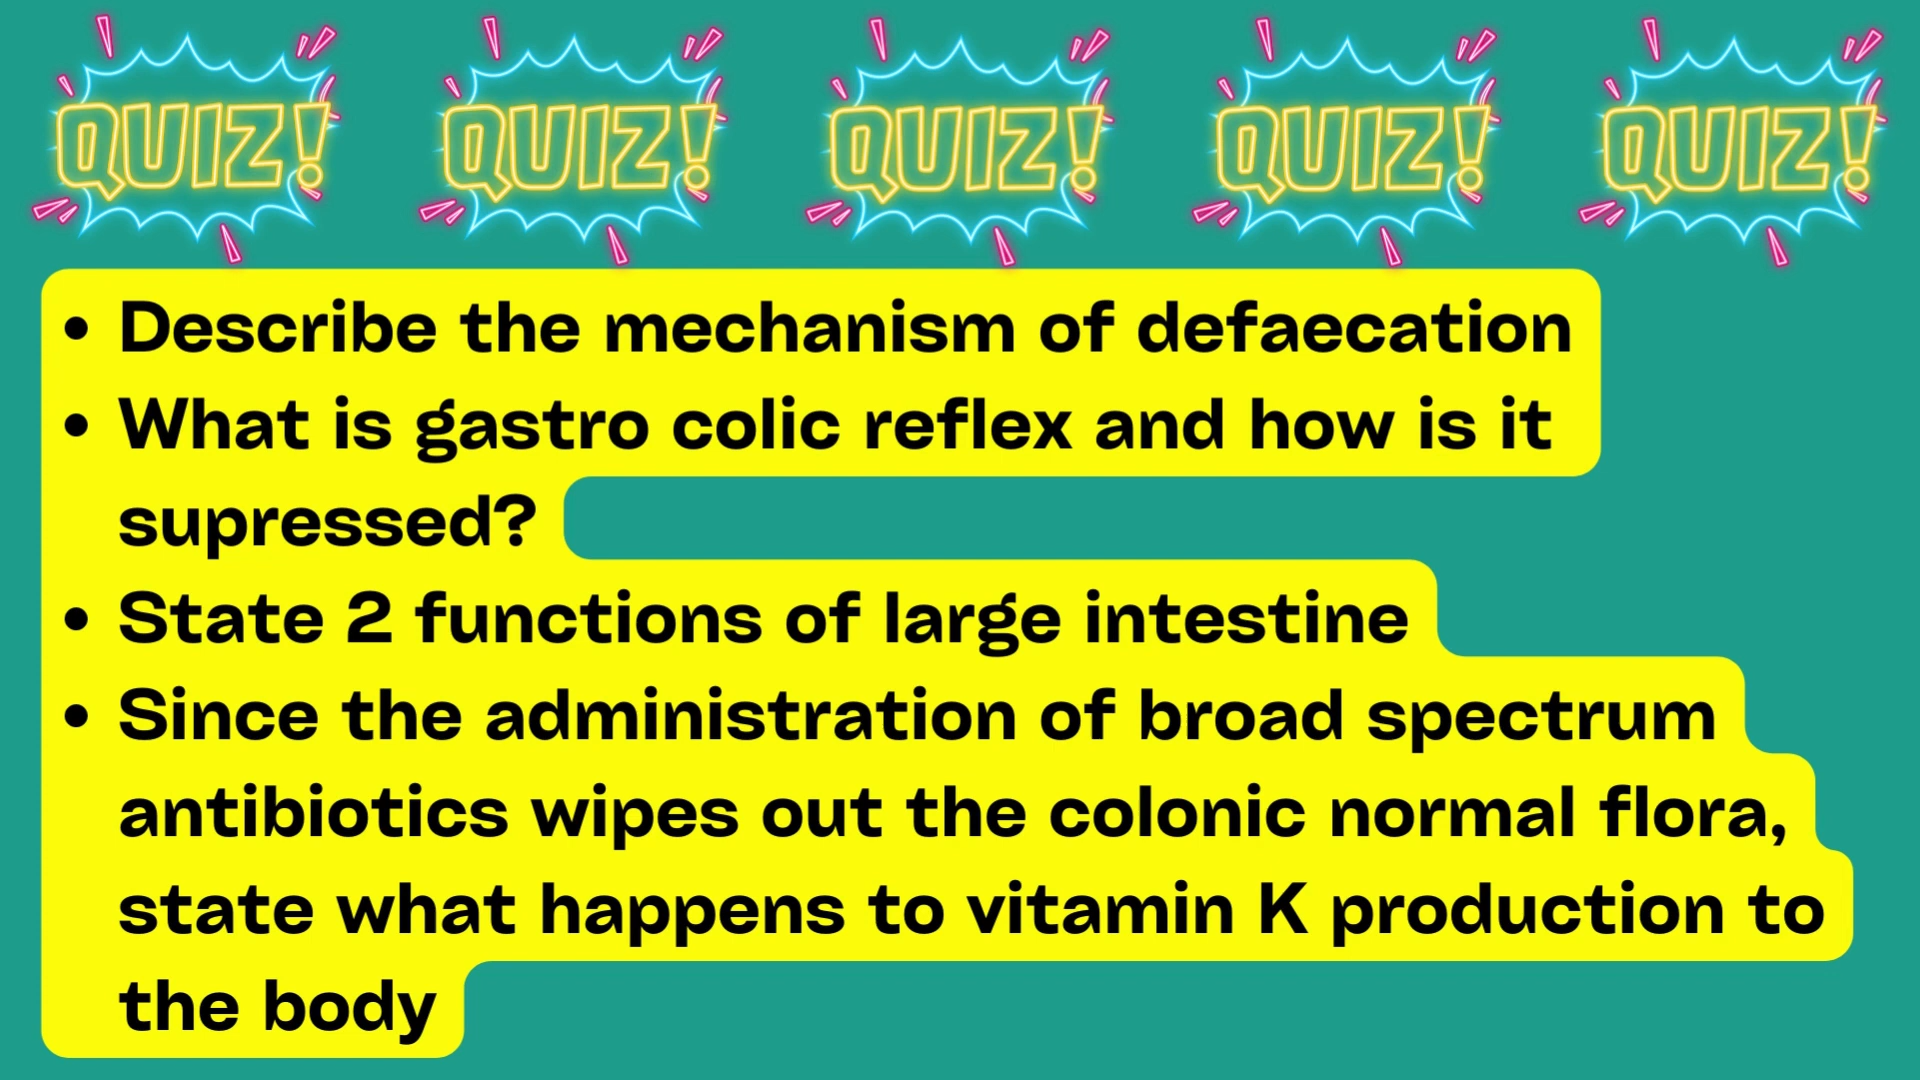 QUIZ! QUIZ! QUIZ! QUIZ! QUIZ!
• Describe the mechanism of defaecation
• What is gastro colic reflex and how is it
supressed?
• State 2 functions of large intestine
• Since the administration of broad spectrum
antibiotics wipes out the colonic normal flora,
state what happens to vitamin K production to
the body